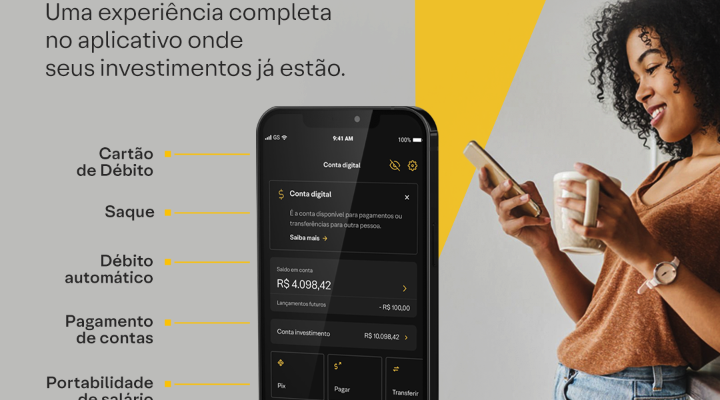 Uma experiência completa
no aplicativo onde
seus investimentos já estão.
Cartão
de Débito
Saque
Débito
automático
Pagamento
de contas
Portabilidade
de salário
GS
9:41 AM
100%
Conta digital
Conta digital
É a conta disponível para pagamentos ou
transferências para outra pessoa.
Saiba mais →
Saldo em conta
R$ 4.098,42
Lançamentos futuros - R$ 100,00
Conta investimento R$ 10.098,42
Pix Pagar Transferir